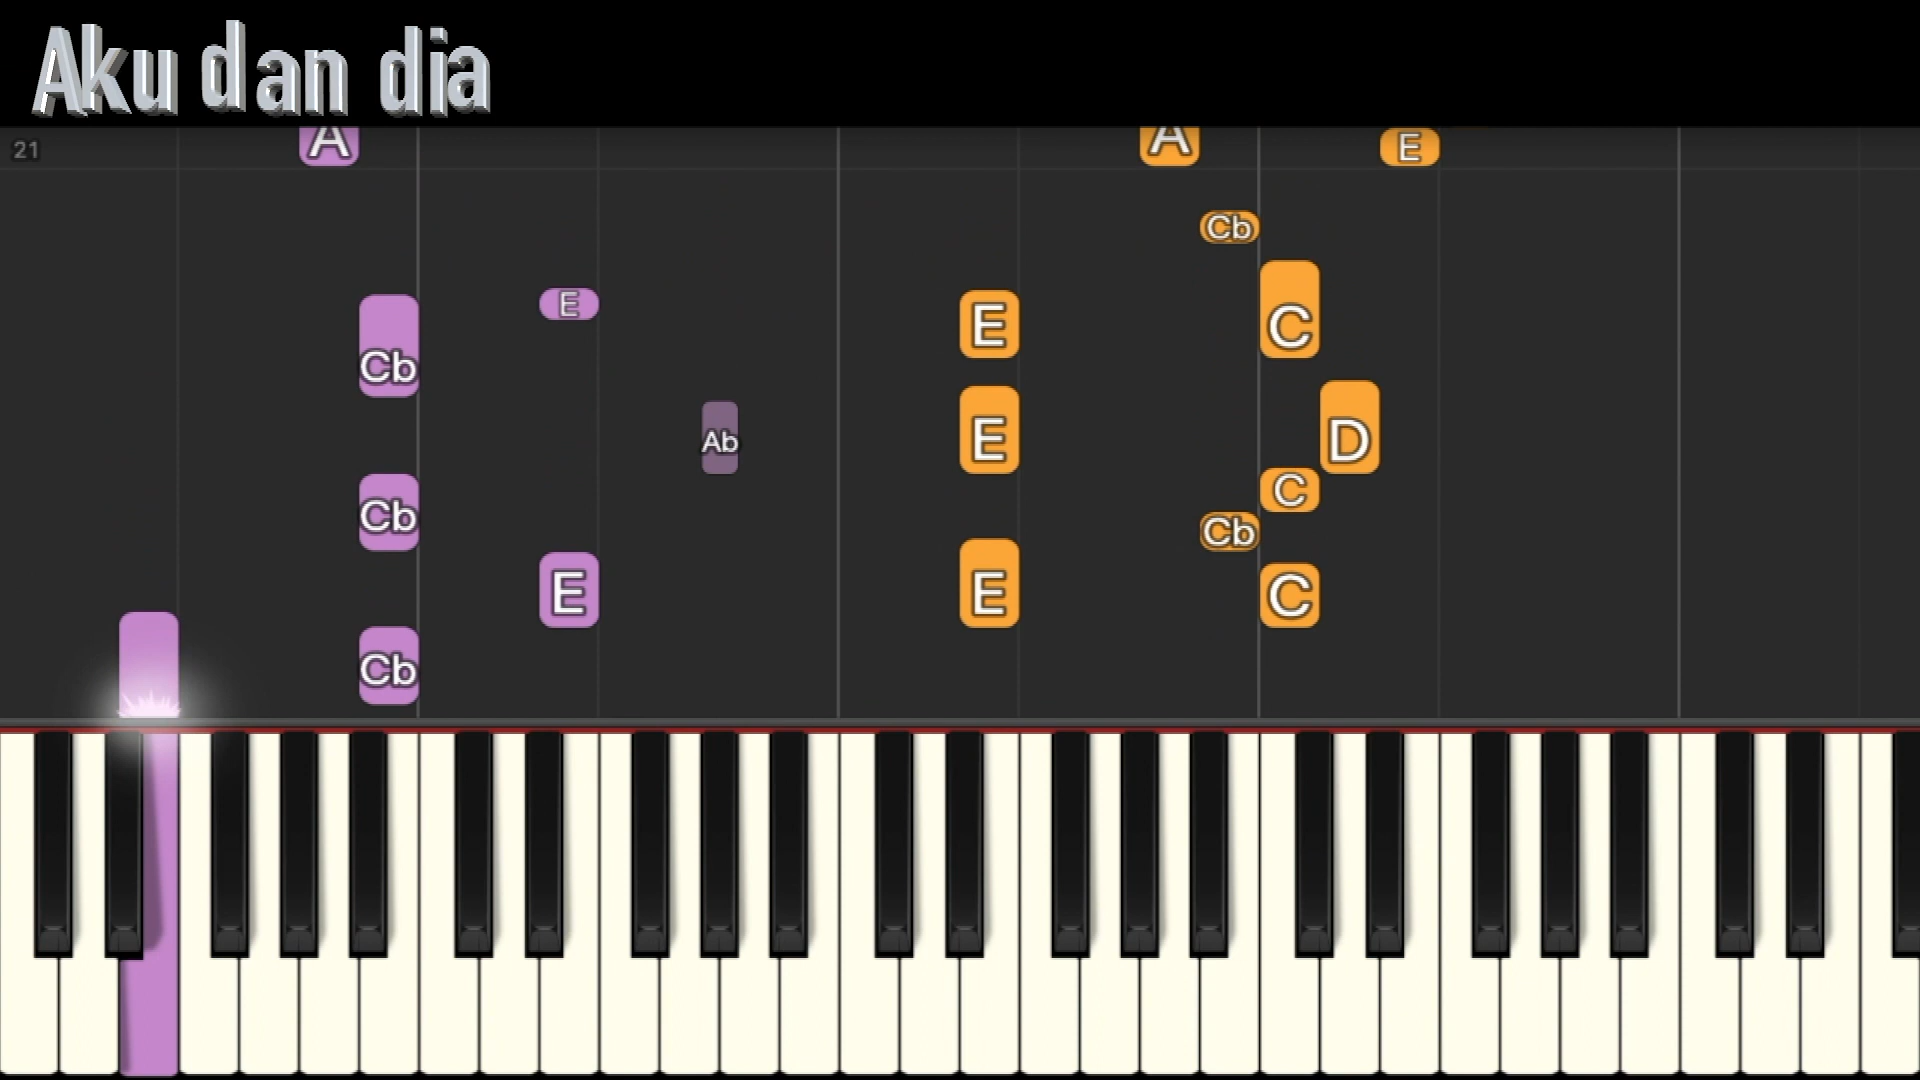 Aku dan dia
21
A A E
Cb
E
E C
Cb
Ab E D
C
Cb Cb
E E C
Cb